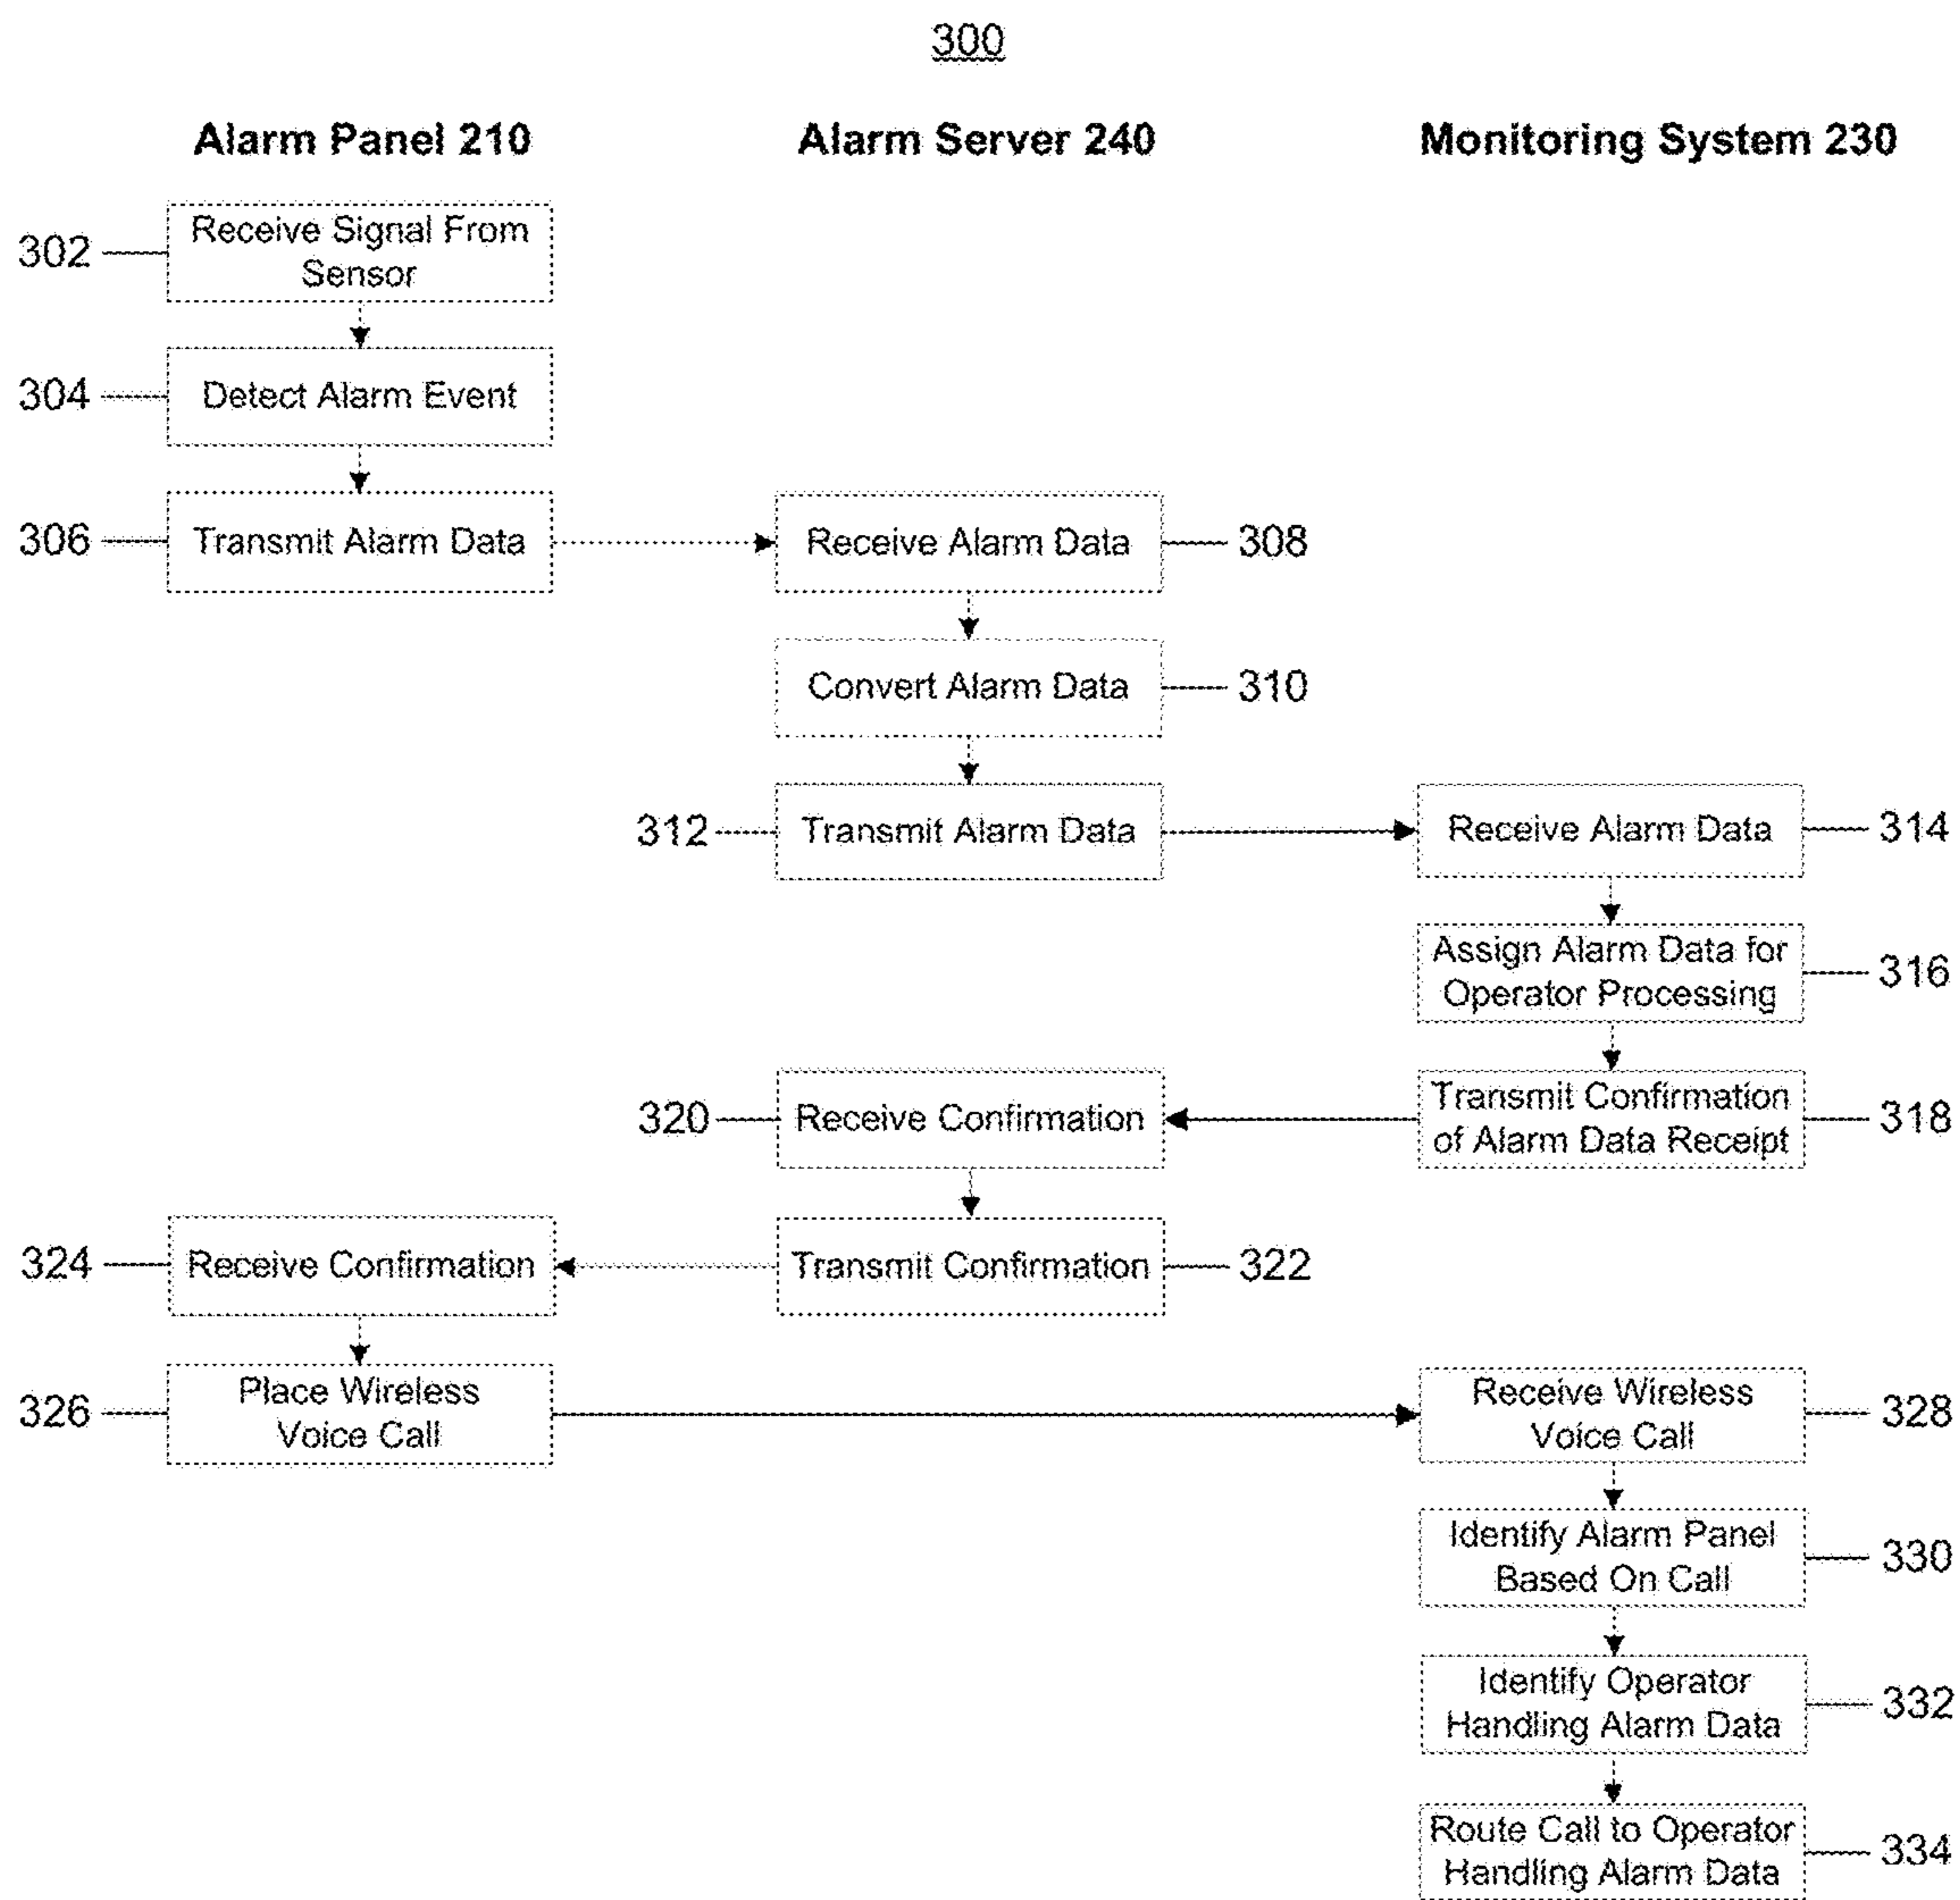 300
Alarm Panel 210
Alarm Server 240
Monitoring System 230
302
Receive Signal From
Sensor
304
Detect Alarm Event
306
Transmit Alarm Data
Receive Alarm Data
308
Convert Alarm Data
310
312
Transmit Alarm Data
Receive Alarm Data
314
Assign Alarm Data for
Operator Processing
316
320
Receive Confirmation
Transmit Confirmation
of Alarm Data Receipt
318
324
Receive Confirmation
Transmit Confirmation
322
326
Place Wireless
Voice Call
Receive Wireless
Voice Call
328
Identify Alarm Panel
Based On Call
330
Identify Operator
Handling Alarm Data
332
Route Call to Operator
Handling Alarm Data
334